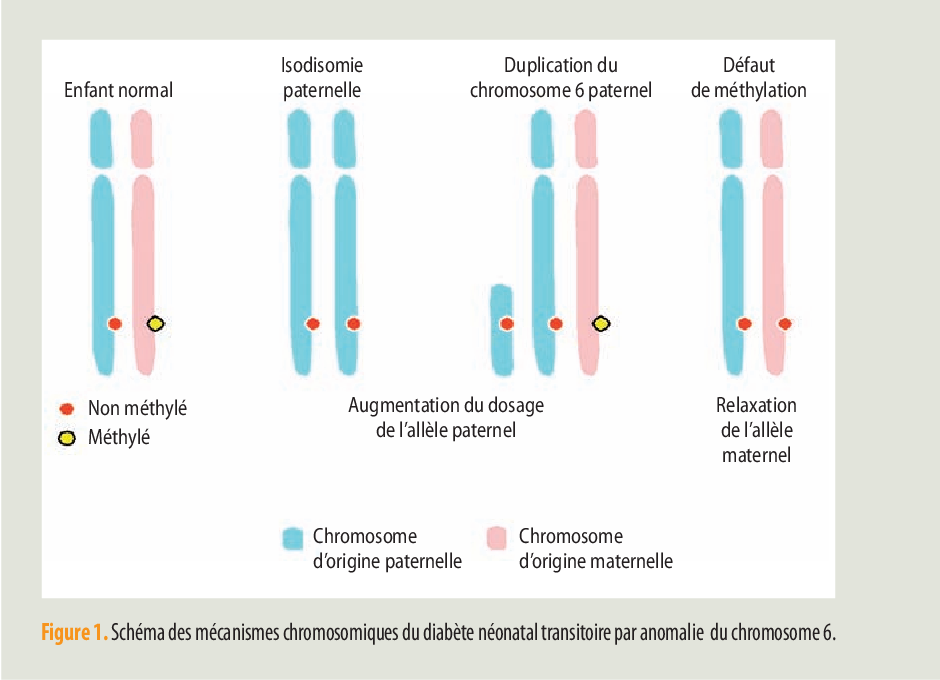 Enfant normal
Isodisomie
paternelle
Duplication du
chromosome 6 paternel
Défaut
de méthylation
Non méthylé
Méthylé
Augmentation du dosage
de l'allèle paternel
Relaxation
de l'allèle
maternel
Chromosome
d'origine paternelle
Chromosome
d'origine maternelle
Figure 1. Schéma des mécanismes chromosomiques du diabète néonatal transitoire par anomalie du chromosome 6.